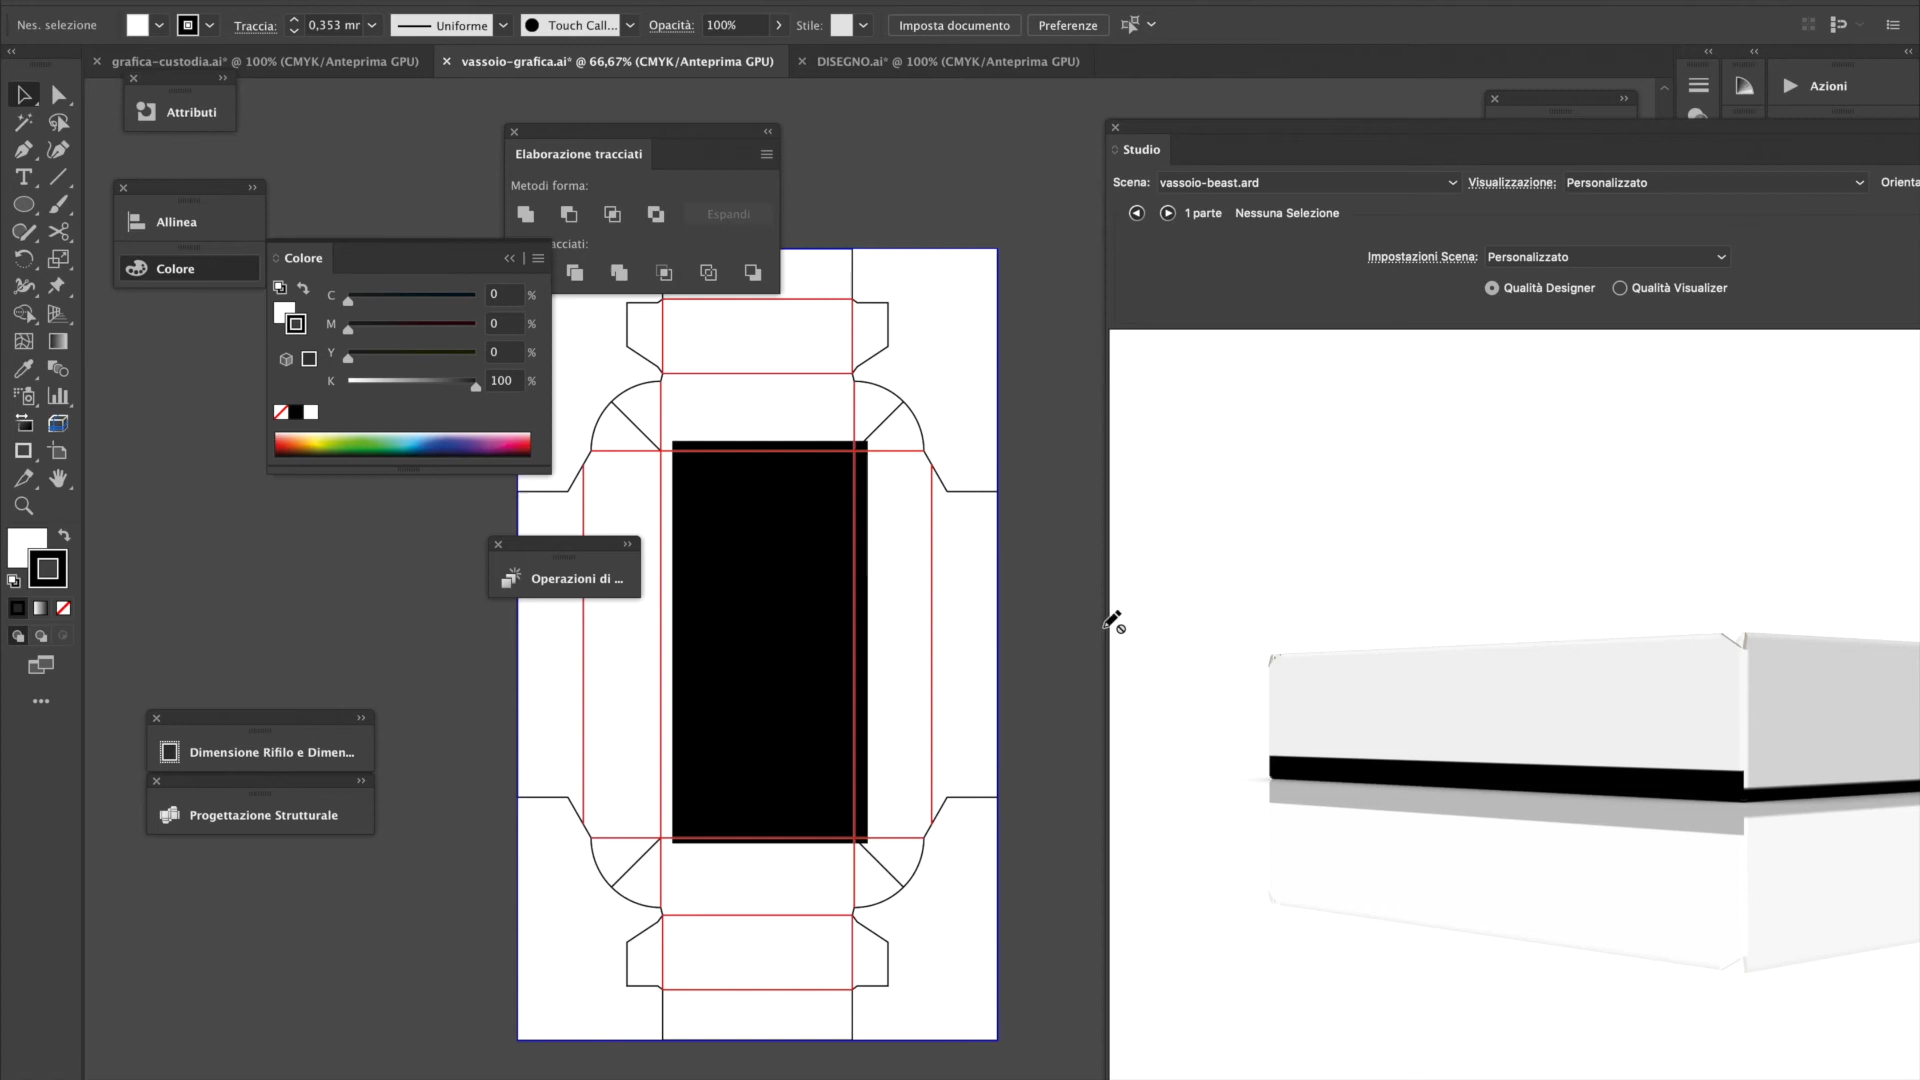 Nes. selezione
Traccia:
0,353 mr
Uniforme
Touch Call...
Opacità:
100%
Stile:
Imposta documento
Preferenze
grafica-custodia.ai* @ 100% (CMYK/Anteprima GPU)
vassoio-grafica.ai* @ 66,67% (CMYK/Anteprima GPU)
DISEGNO.ai* @ 100% (CMYK/Anteprima GPU)
Attributi
Azioni
Elaborazione tracciati
Metodi forma:
Espandi
acciati:
Studio
Scena:
vassoio-beast.ard
Visualizzazione:
Personalizzato
Orienta
1 parte
Nessuna Selezione
Impostazioni Scena:
Personalizzato
Qualità Designer
Qualità Visualizer
Allinea
Colore
Colore
C
0
%
M
0
%
Y
0
%
K
100
%
Operazioni di ...
Dimensione Rifilo e Dimen...
Progettazione Strutturale